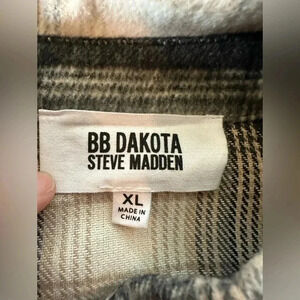 BB DAKOTA
STEVE MADDEN
XL
MADE IN
CHINA